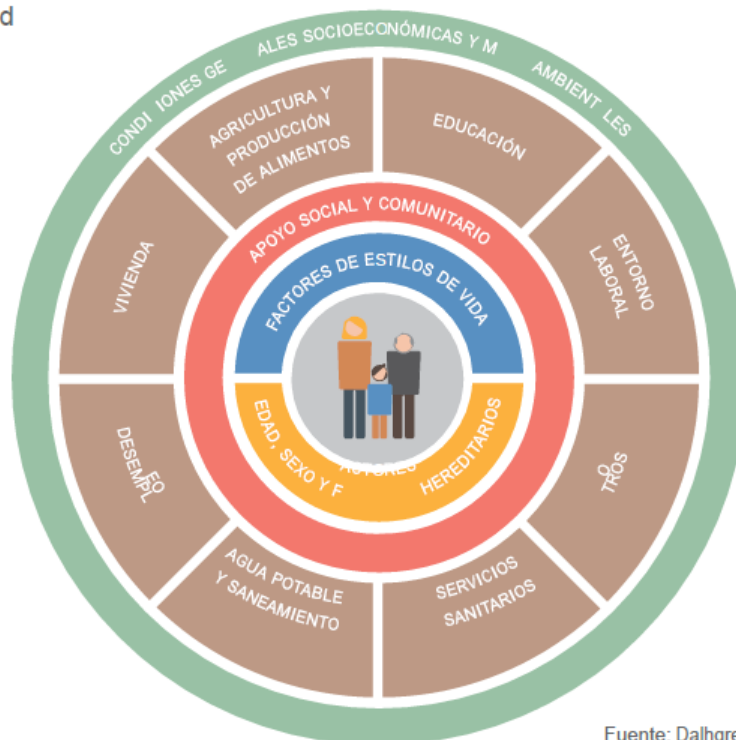 d
CONDI IONES GE ALES SOCIOECONÓMICAS Y M AMBIENT LES
AGRICULTURA Y
PRODUCCIÓN
DE ALIMENTOS
EDUCACIÓN
VIVIENDA
ENTORNO
LABORAL
APOYO SOCIAL Y COMUNITARIO
FACTORES DE ESTILOS DE VIDA
EDAD, SEXO Y F ACTORES HEREDITARIOS
DESEMPL
EO
O
TROS
AGUA POTABLE
Y SANEAMIENTO
SERVICIOS
SANITARIOS
Fuente: Dalhgre